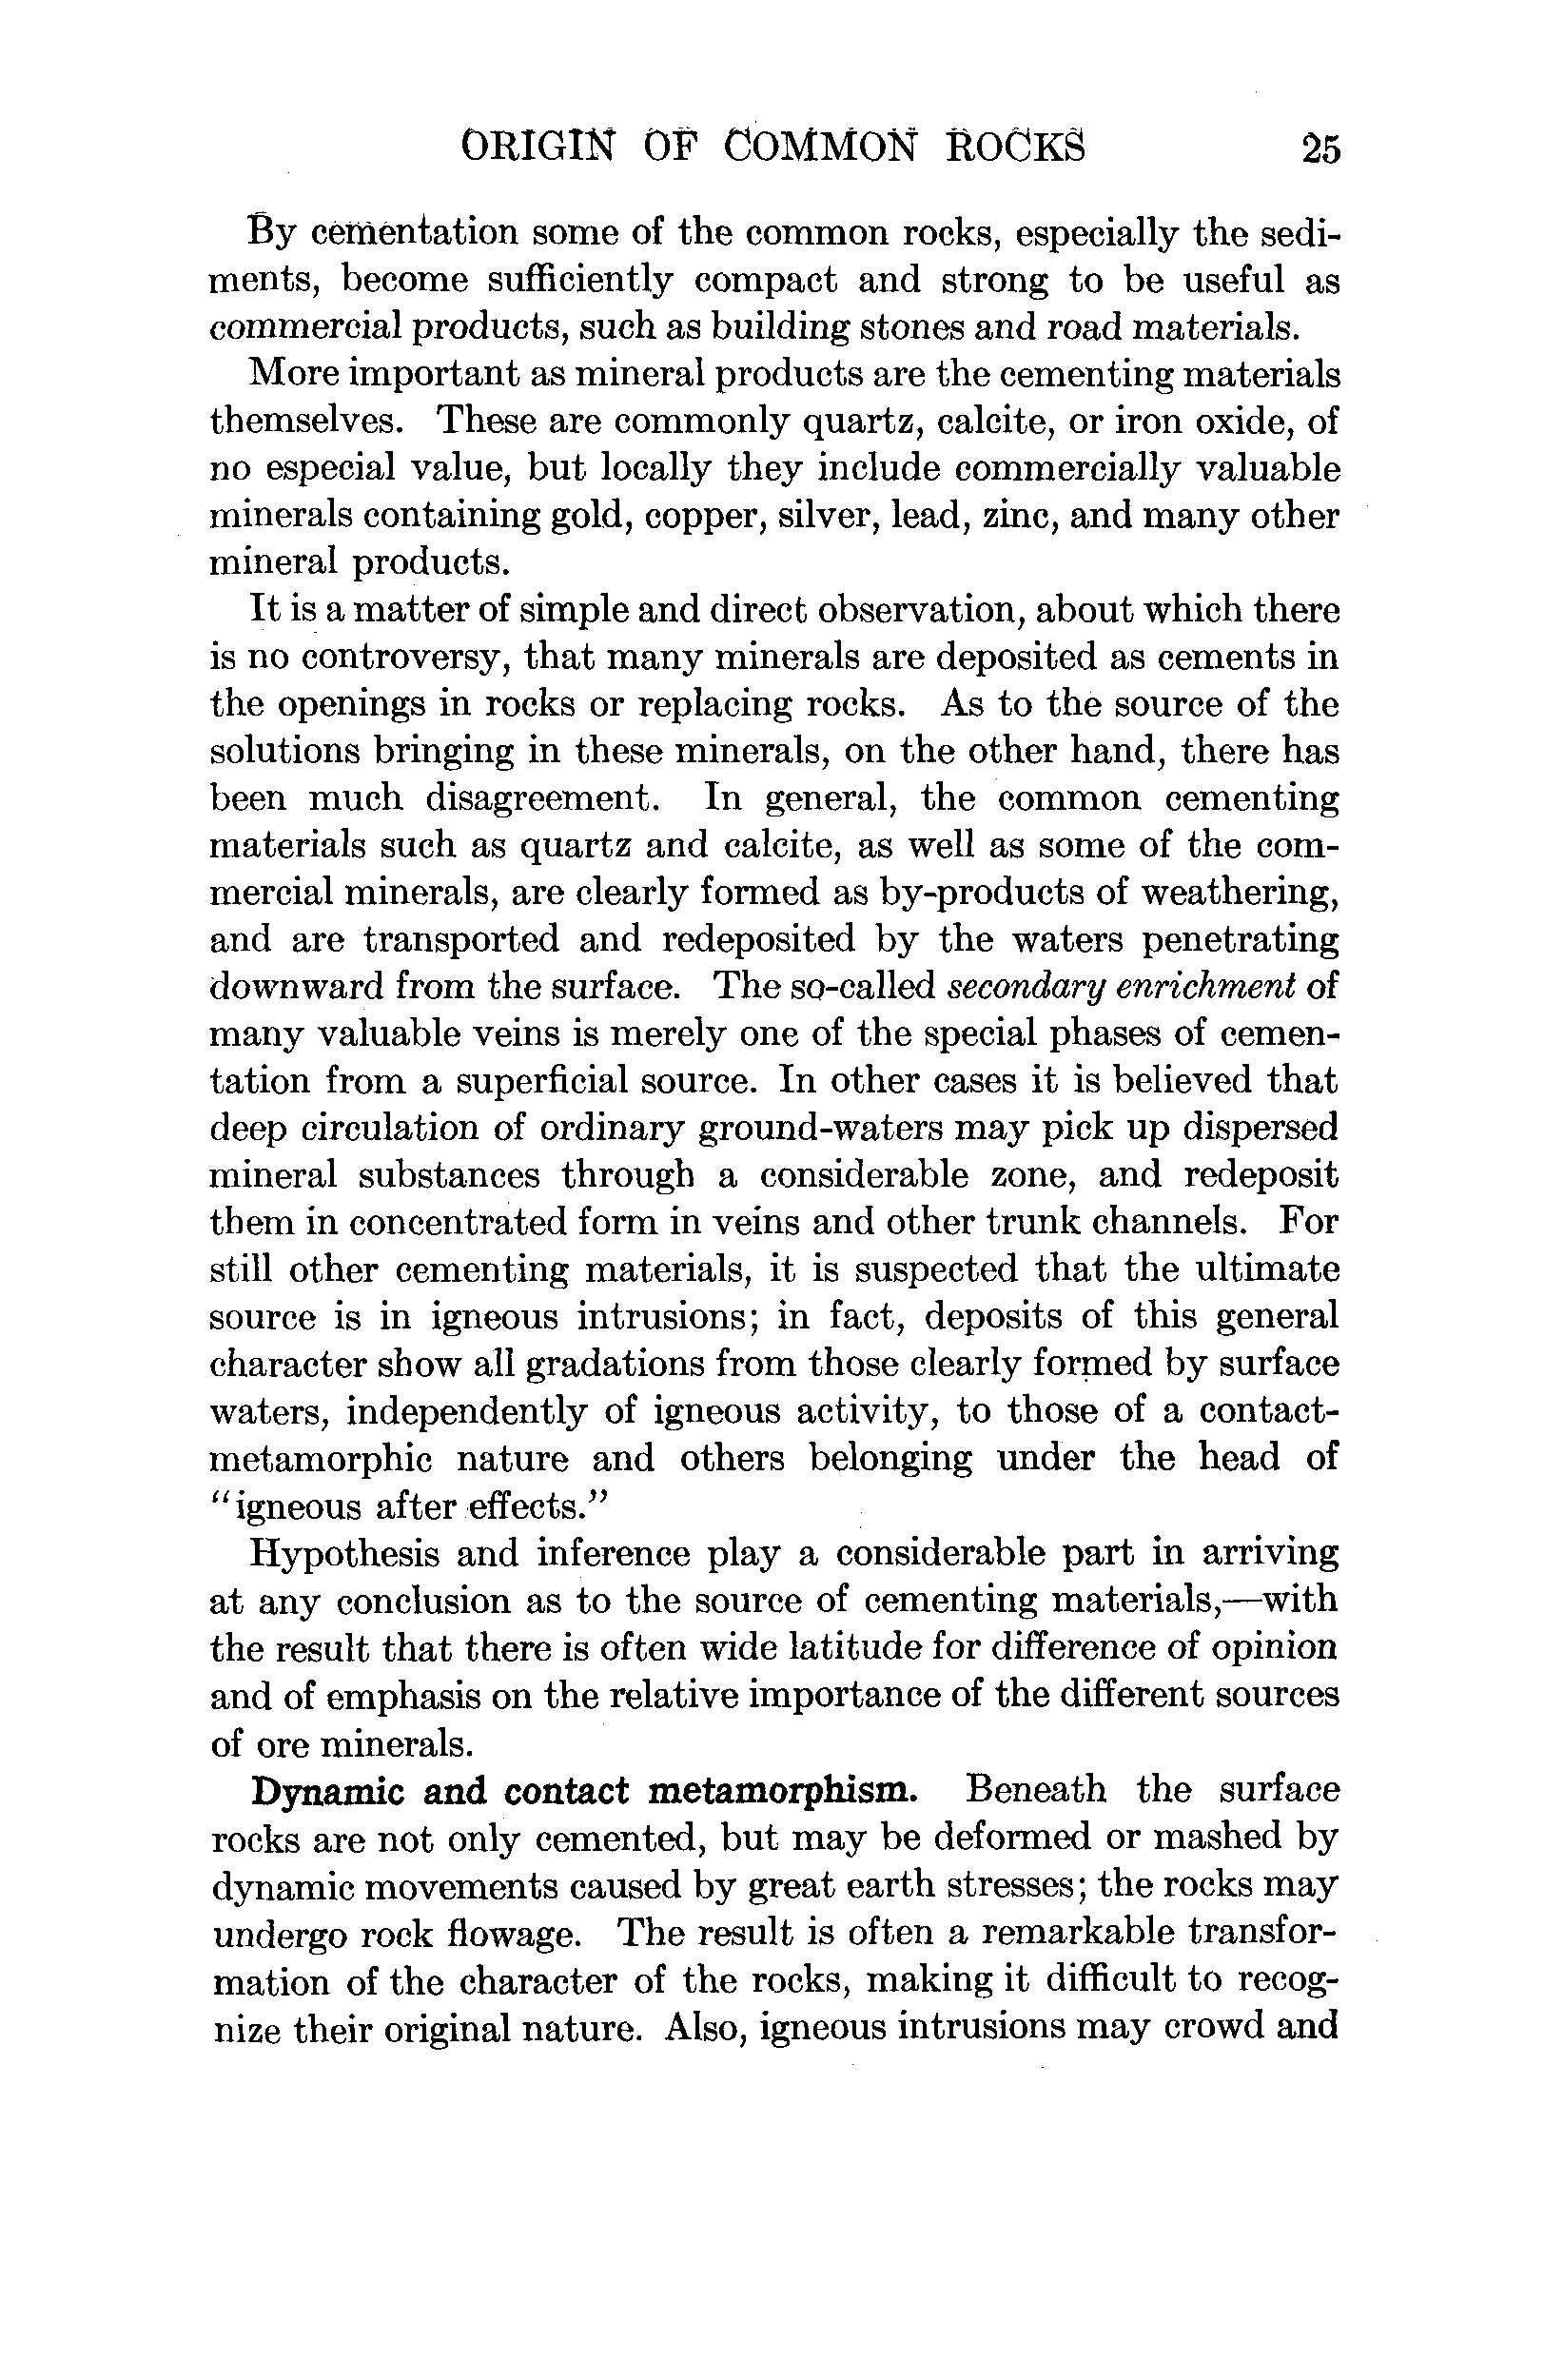 ORIGIN OF COMMON ROCKS 25
By cementation some of the common rocks, especially the sedi-
ments, become sufficiently compact and strong to be useful as
commercial products, such as building stones and road materials.
More important as mineral products are the cementing materials
themselves. These are commonly quartz, calcite, or iron oxide, of
no especial value, but locally they include commercially valuable
minerals containing gold, copper, silver, lead, zinc, and many other
mineral products.
It is a matter of simple and direct observation, about which there
is no controversy, that many minerals are deposited as cements in
the openings in rocks or replacing rocks. As to the source of the
solutions bringing in these minerals, on the other hand, there has
been much disagreement. In general, the common cementing
materials such as quartz and calcite, as well as some of the com-
mercial minerals, are clearly formed as by-products of weathering,
and are transported and redeposited by the waters penetrating
downward from the surface. The so-called secondary enrichment of
many valuable veins is merely one of the special phases of cemen-
tation from a superficial source. In other cases it is believed that
deep circulation of ordinary ground-waters may pick up dispersed
mineral substances through a considerable zone, and redeposit
them in concentrated form in veins and other trunk channels. For
still other cementing materials, it is suspected that the ultimate
source is in igneous intrusions; in fact, deposits of this general
character show all gradations from those clearly formed by surface
waters, independently of igneous activity, to those of a contact-
metamorphic nature and others belonging under the head of
"igneous after effects."
Hypothesis and inference play a considerable part in arriving
at any conclusion as to the source of cementing materials,—with
the result that there is often wide latitude for difference of opinion
and of emphasis on the relative importance of the different sources
of ore minerals.
Dynamic and contact metamorphism. Beneath the surface
rocks are not only cemented, but may be deformed or mashed by
dynamic movements caused by great earth stresses; the rocks may
undergo rock flowage. The result is often a remarkable transfor-
mation of the character of the rocks, making it difficult to recog-
nize their original nature. Also, igneous intrusions may crowd and